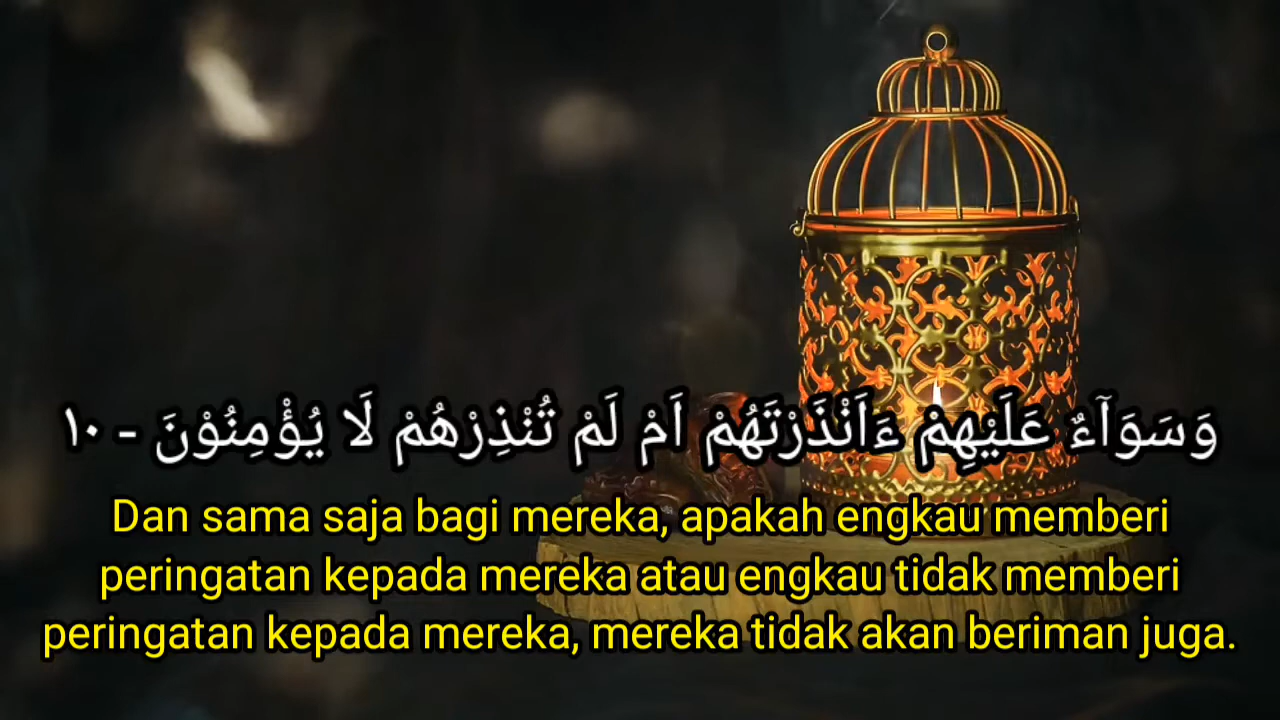 وَسَوَآءٌ عَلَيْهِمْ ءَاَنْذَرْتَهُمْ اَمْ لَمْ تُنْذِرْهُمْ لَا يُؤْمِنُوْنَ - ١٠
Dan sama saja bagi mereka, apakah engkau memberi
peringatan kepada mereka atau engkau tidak memberi
peringatan kepada mereka, mereka tidak akan beriman juga.